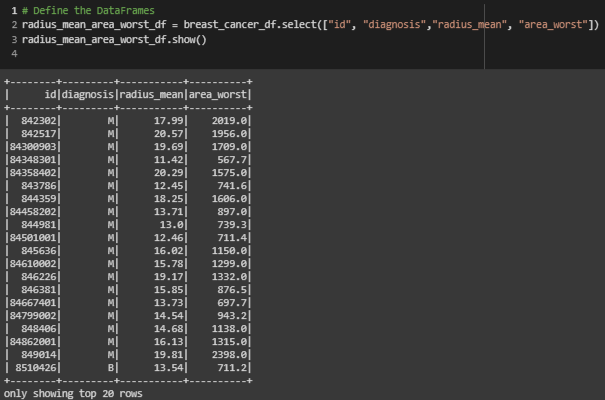 1 # Define the DataFrames
2 radius_mean_area_worst_df = breast_cancer_df.select(["id", "diagnosis","radius_mean", "area_worst"])
3 radius_mean_area_worst_df.show()
4
+--------+---------+-----------+----------+
|      id|diagnosis|radius_mean|area_worst|
+--------+---------+-----------+----------+
|  842302|        M|      17.99|    2019.0|
|  842517|        M|      20.57|    1956.0|
|84300903|        M|      19.69|    1709.0|
|84348301|        M|      11.42|     567.7|
|84358402|        M|      20.29|    1575.0|
|  843786|        M|      12.45|     741.6|
|  844359|        M|      18.25|    1606.0|
|84458202|        M|      13.71|     897.0|
|  844981|        M|       13.0|     739.3|
|84501001|        M|      12.46|     711.4|
|  845636|        M|      16.02|    1150.0|
|84610002|        M|      15.78|    1299.0|
|  846226|        M|      19.17|    1332.0|
|  846381|        M|      15.85|     876.5|
|84667401|        M|      13.73|     697.7|
|84799002|        M|      14.54|     943.2|
|  848406|        M|      14.68|    1138.0|
|84862001|        M|      16.13|    1315.0|
|  849014|        M|      19.81|    2398.0|
| 8510426|        B|      13.54|     711.2|
+--------+---------+-----------+----------+
only showing top 20 rows